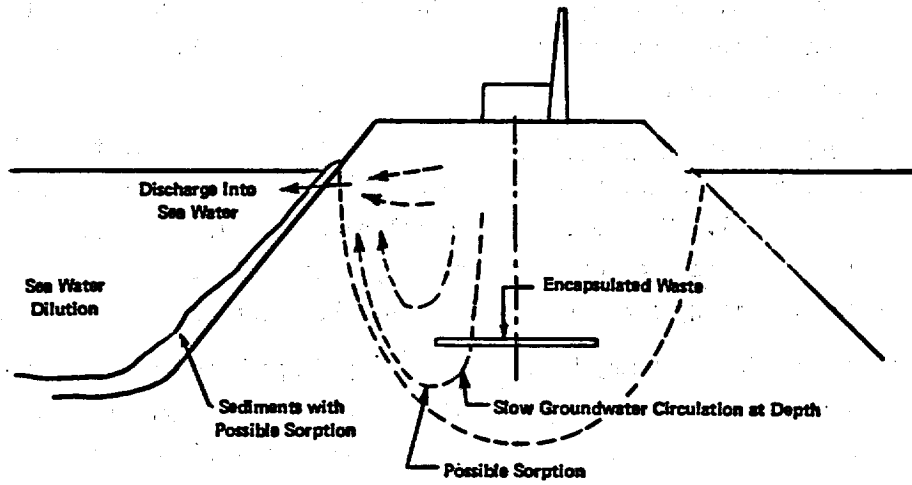 Discharge Into
Sea Water
Sea Water
Dilution
Encapsulated Waste
Sediments with
Possible Sorption
Slow Groundwater Circulation at Depth
Possible Sorption